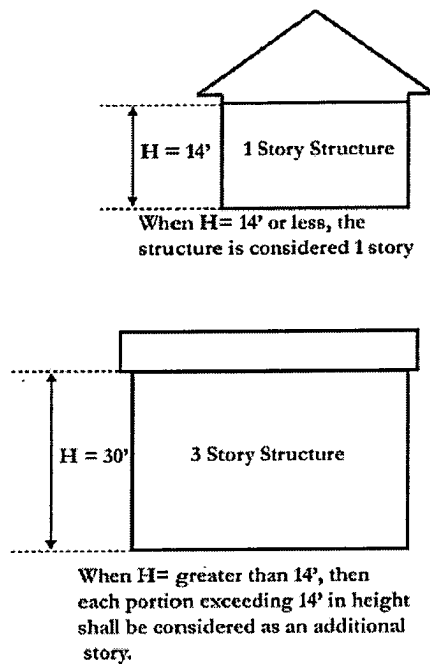 H = 14'
1 Story Structure
When H= 14' or less, the
structure is considered 1 story
H = 30'
3 Story Structure
When H= greater than 14', then
each portion exceeding 14' in height
shall be considered as an additional
story.